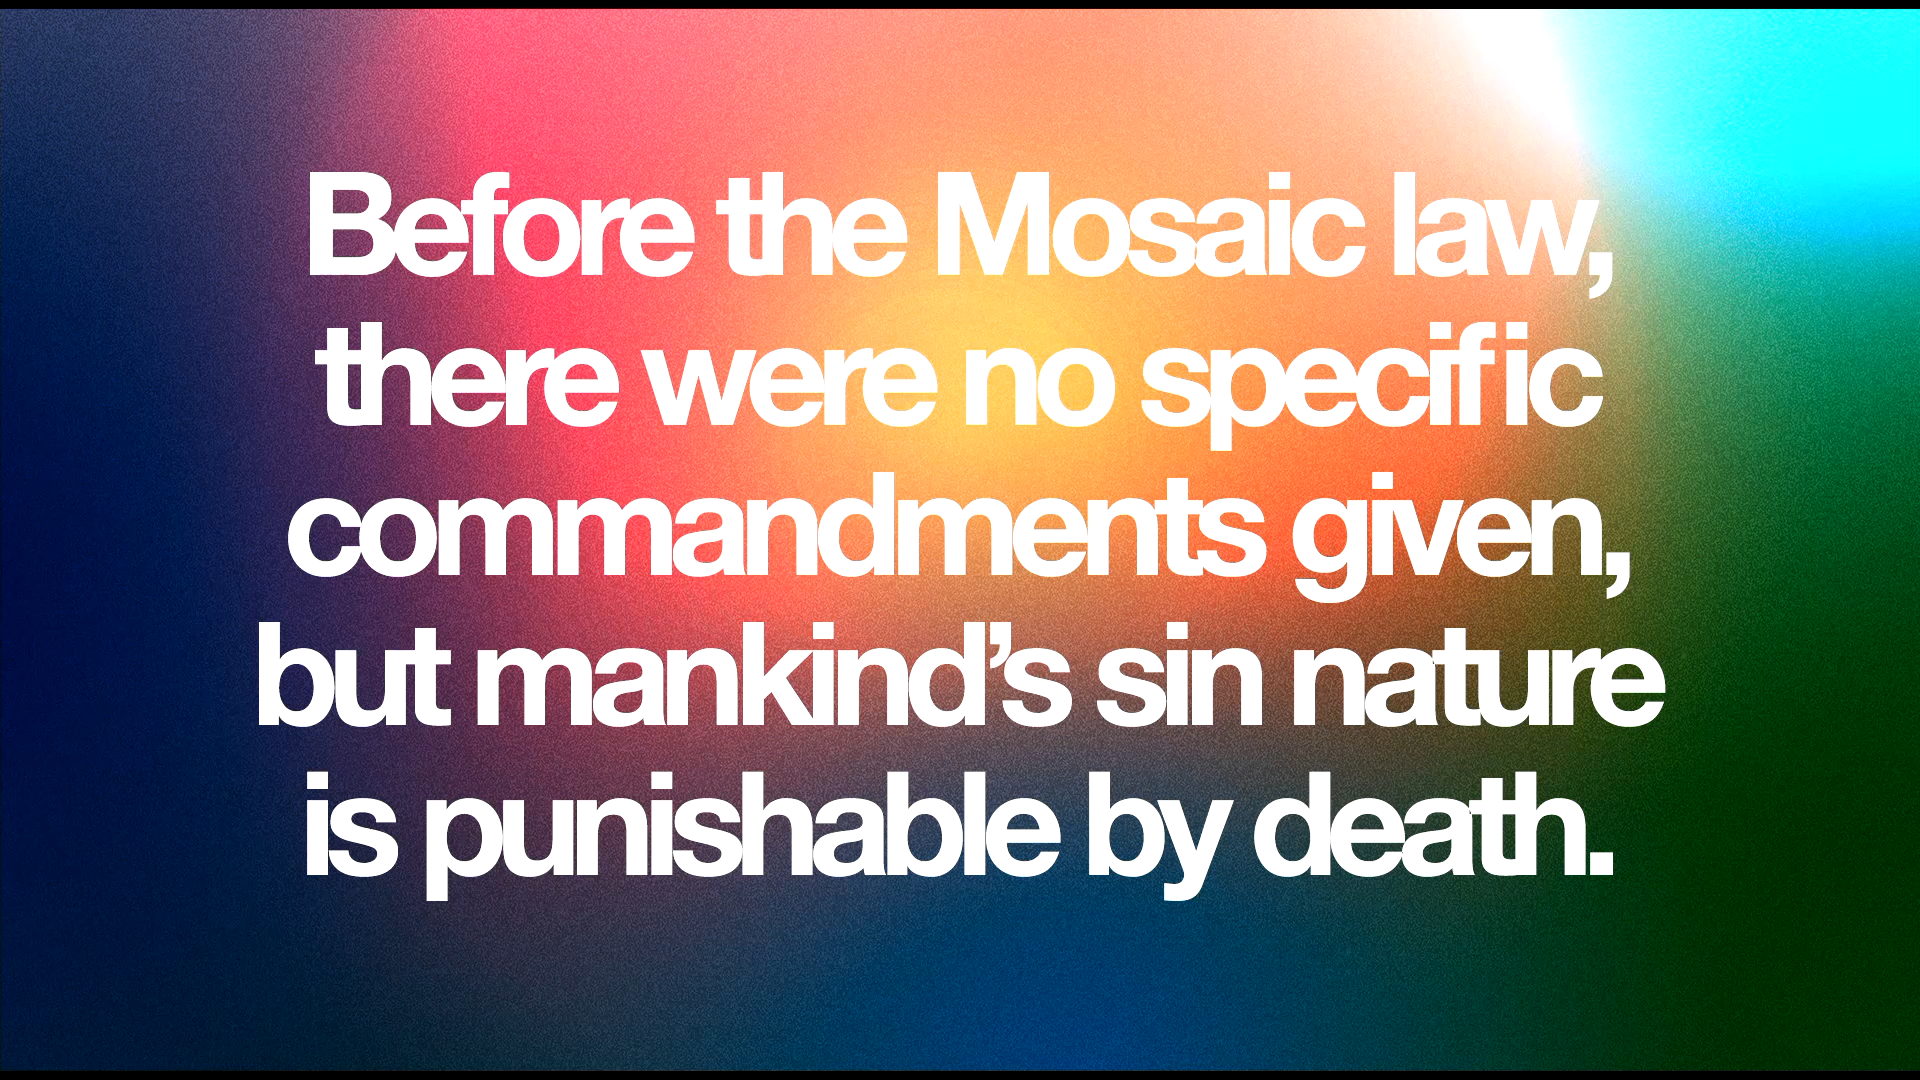 Before the Mosaic law,
there were no specific
commandments given,
but mankind’s sin nature
is punishable by death.